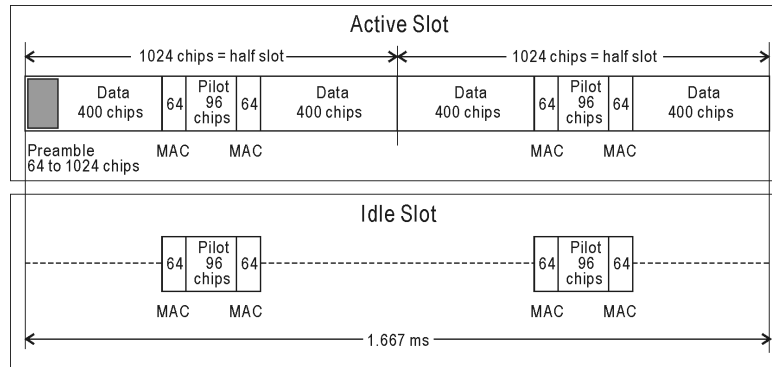 Active Slot
1024 chips = half slot
1024 chips = half slot
Data
400 chips
64
Pilot
96
chips
64
Data
400 chips
Data
400 chips
64
Pilot
96
chips
64
Data
400 chips
Preamble
64 to 1024 chips
MAC
MAC
MAC
MAC
Idle Slot
64
Pilot
96
chips
64
64
Pilot
96
chips
64
MAC
MAC
MAC
MAC
1.667 ms